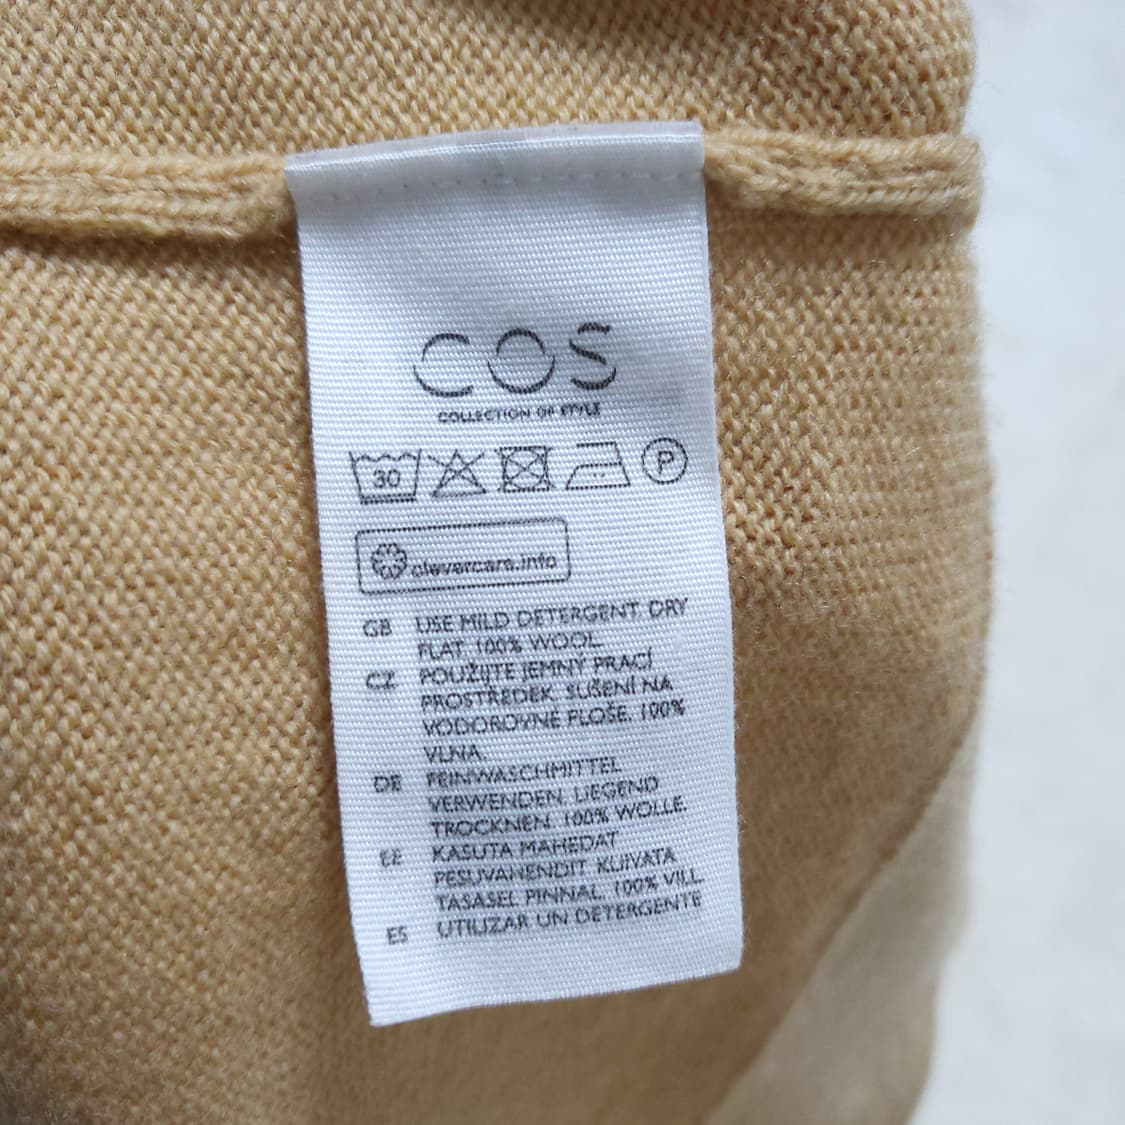 COS
COLLECTION OF STYLE
30
P
clevercare.info
GB USE MILD DETERGENT. DRY
FLAT. 100% WOOL.
CZ POUŽIJTE JEMNÝ PRACÍ
PROSTŘEDEK. SUŠENÍ NA
VODOROVNÉ PLOŠE. 100%
VLNA.
DE FEINWASCHMITTEL
VERWENDEN. LIEGEND
TROCKNEN. 100% WOLLE.
EE KASUTA MAHEDAT
PESUVAHENDIT. KUIVATA
TASASEL PINNAL. 100% VILL.
ES UTILIZAR UN DETERGENTE